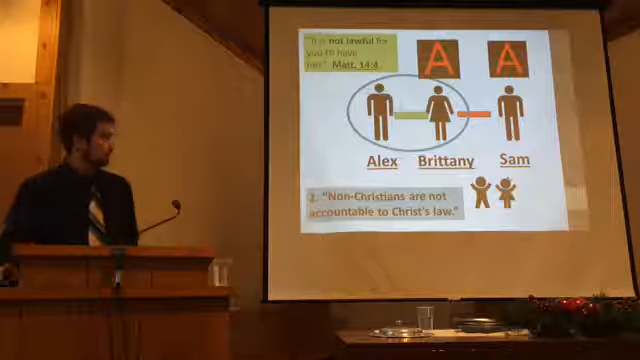 "It is not lawful for
you to have
her." Matt. 14:4
A A
Alex Brittany Sam
2. "Non-Christians are not
accountable to Christ's law."